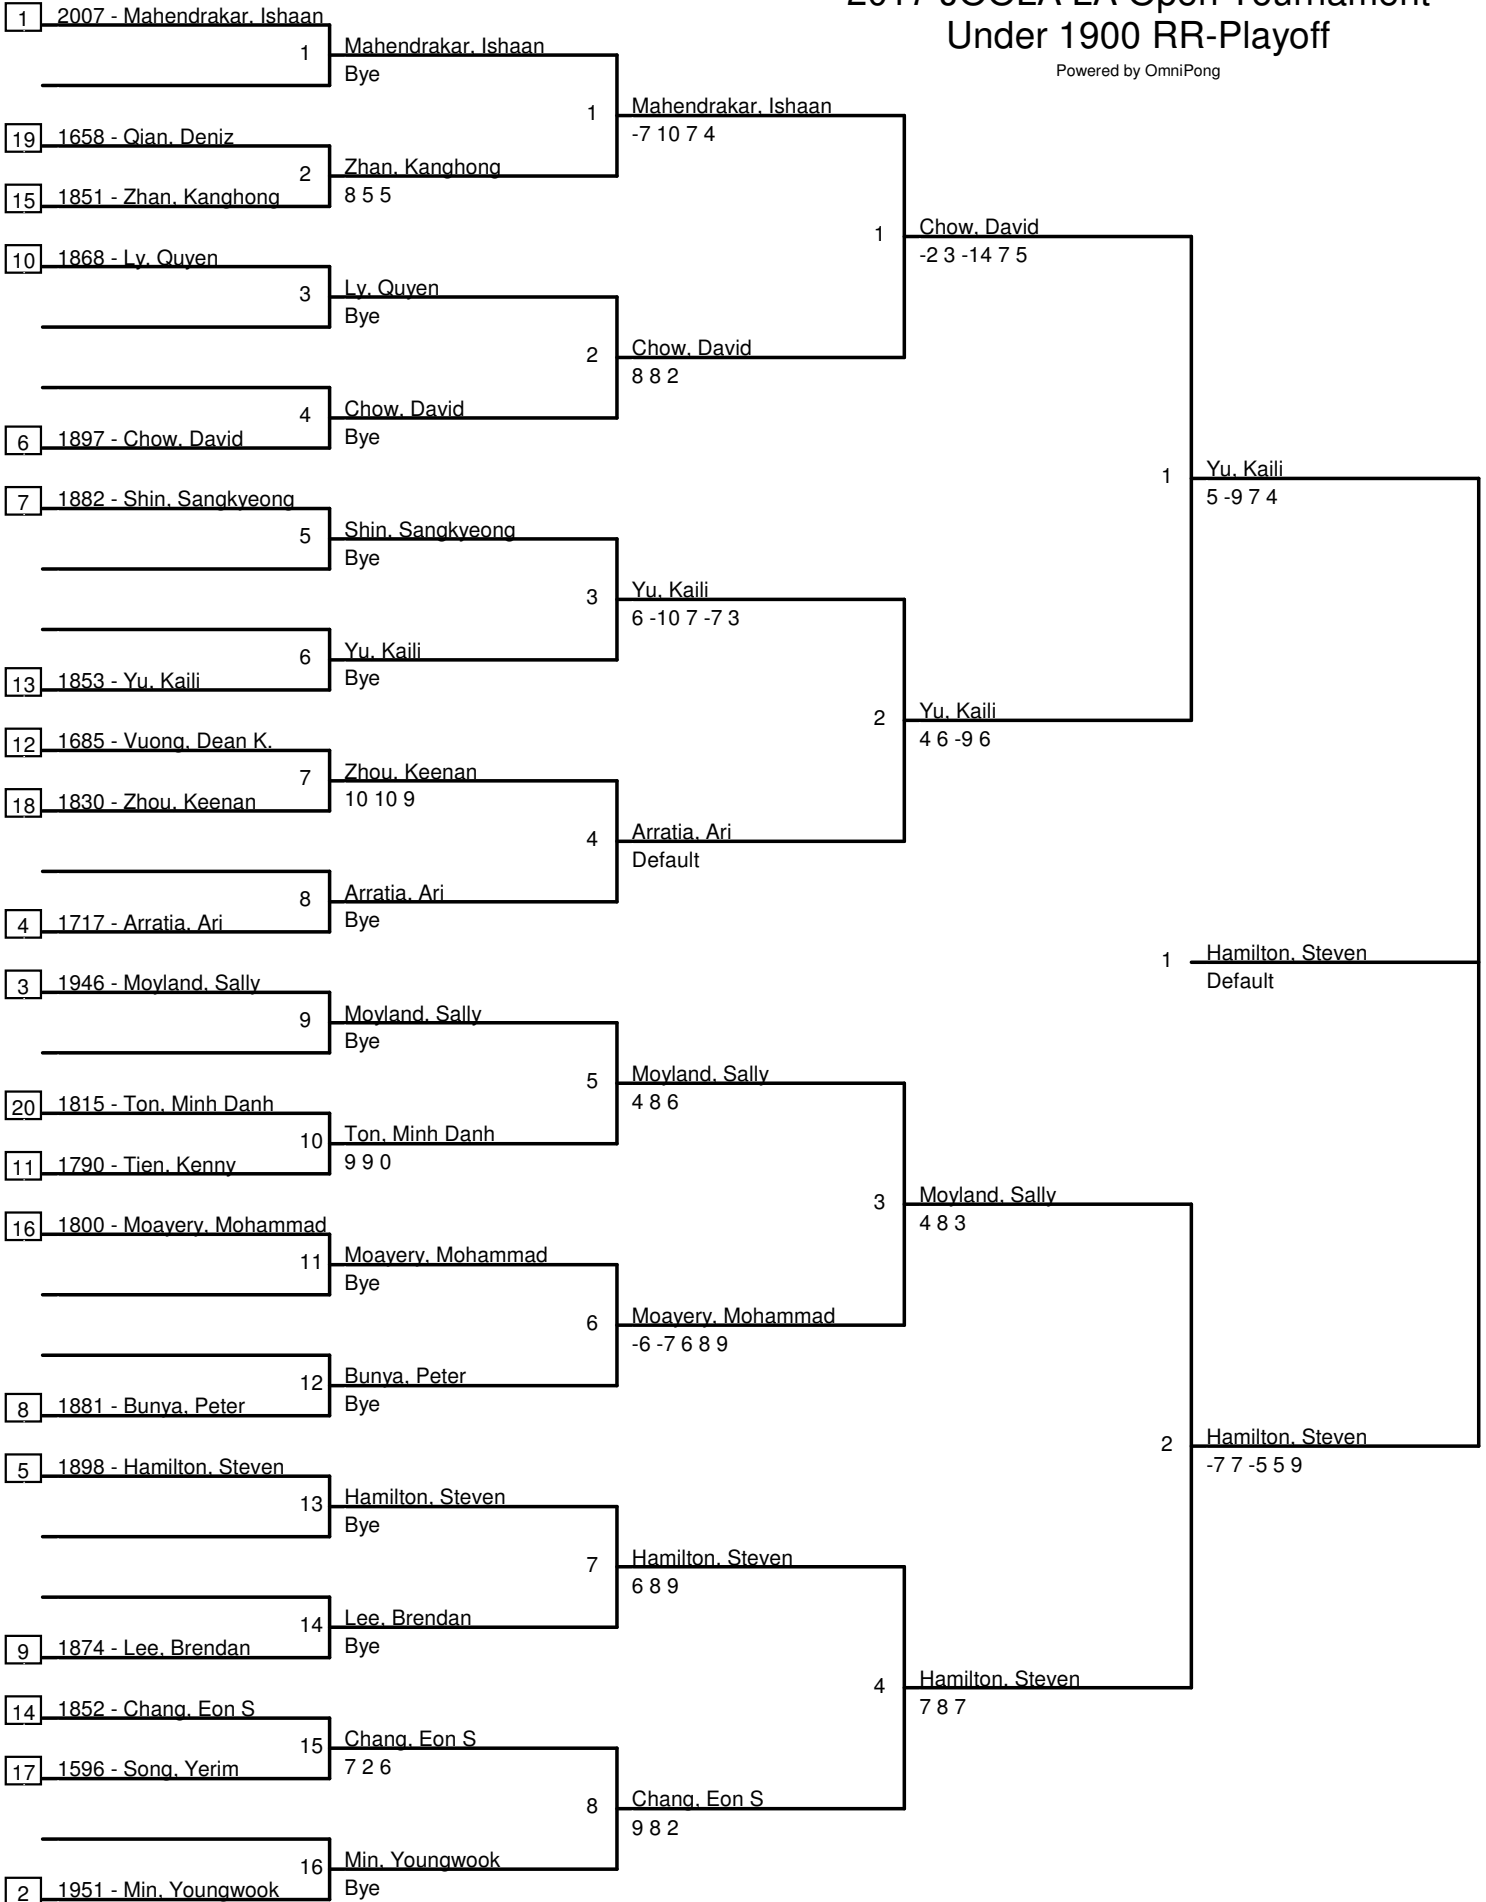 2017 JOOLA LA Open Tournament
Under 1900 RR-Playoff
Powered by OmniPong
1 2007 - Mahendrakar, Ishaan
1 Mahendrakar, Ishaan
Bye
1 Mahendrakar, Ishaan
-7 10 7 4
19 1658 - Qian, Deniz
2 Zhan, Kanghong
15 1851 - Zhan, Kanghong
8 5 5
1 Chow, David
-2 3 -14 7 5
10 1868 - Ly, Quyen
3 Ly, Quyen
Bye
2 Chow, David
8 8 2
4 Chow, David
Bye
6 1897 - Chow, David
1 Yu, Kaili
5 -9 7 4
7 1882 - Shin, Sangkyeong
5 Shin, Sangkyeong
Bye
3 Yu, Kaili
6 -10 7 -7 3
6 Yu, Kaili
Bye
13 1853 - Yu, Kaili
2 Yu, Kaili
4 6 -9 6
12 1685 - Vuong, Dean K.
7 Zhou, Keenan
10 10 9
18 1830 - Zhou, Keenan
4 Arratia, Ari
Default
8 Arratia, Ari
Bye
4 1717 - Arratia, Ari
1 Hamilton, Steven
Default
3 1946 - Moyland, Sally
9 Moyland, Sally
Bye
5 Moyland, Sally
4 8 6
20 1815 - Ton, Minh Danh
10 Ton, Minh Danh
9 9 0
11 1790 - Tien, Kenny
3 Moyland, Sally
4 8 3
16 1800 - Moayery, Mohammad
11 Moayery, Mohammad
Bye
6 Moayery, Mohammad
-6 -7 6 8 9
12 Bunya, Peter
Bye
8 1881 - Bunya, Peter
2 Hamilton, Steven
-7 7 -5 5 9
5 1898 - Hamilton, Steven
13 Hamilton, Steven
Bye
7 Hamilton, Steven
6 8 9
14 Lee, Brendan
Bye
9 1874 - Lee, Brendan
4 Hamilton, Steven
7 8 7
14 1852 - Chang, Eon S
15 Chang, Eon S
7 2 6
17 1596 - Song, Yerim
8 Chang, Eon S
9 8 2
16 Min, Youngwook
Bye
2 1951 - Min, Youngwook